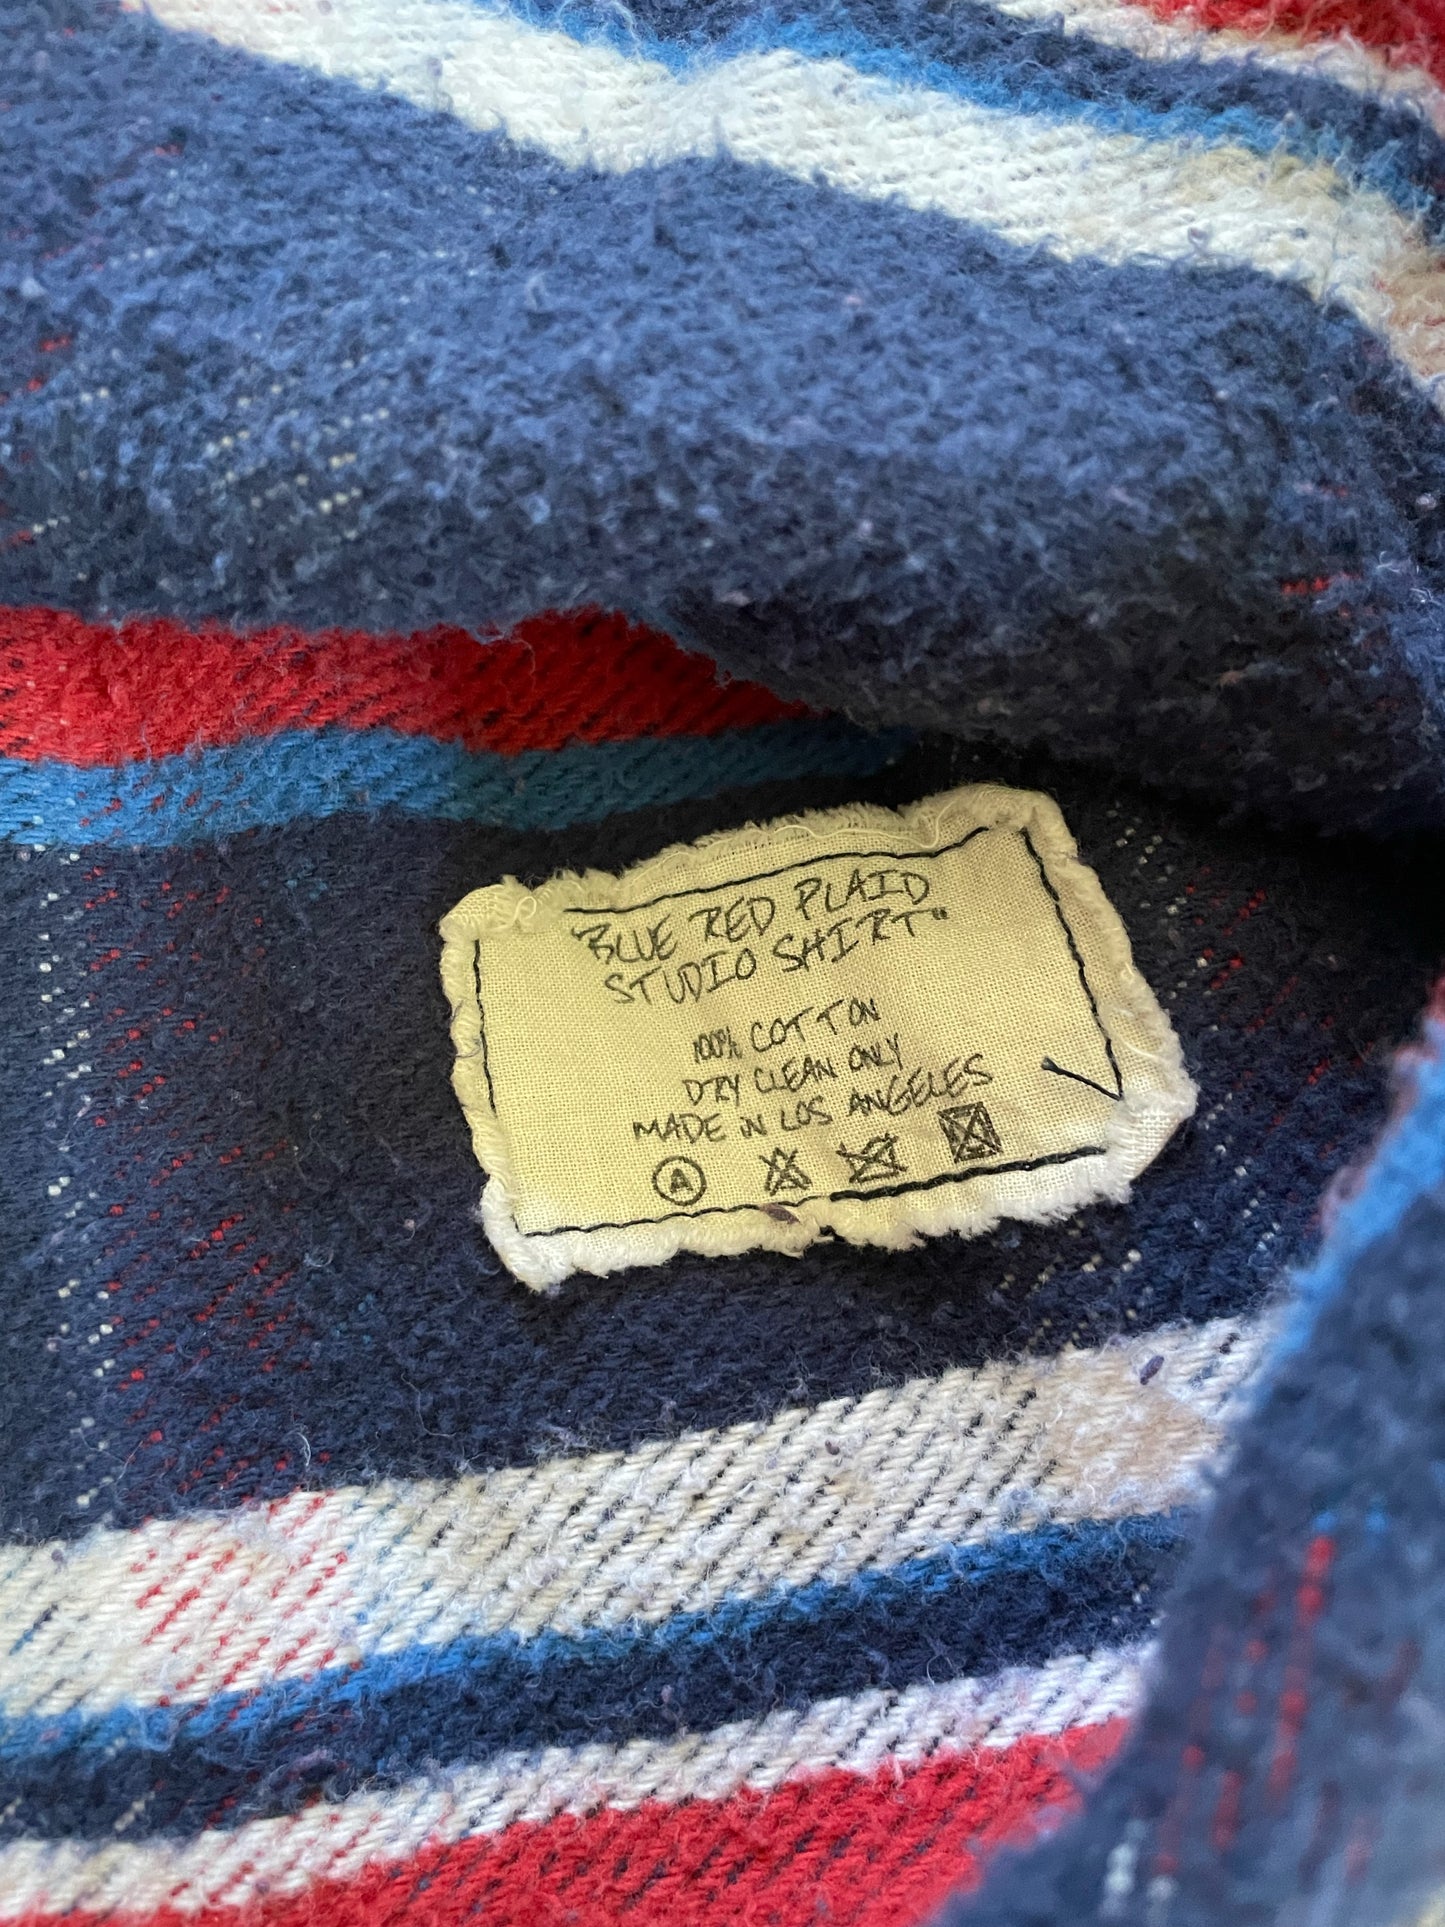 "BLUE RED PLAID
STUDIO SHIRT"
100% COTTON
DRY CLEAN ONLY
MADE IN LOS ANGELES
A